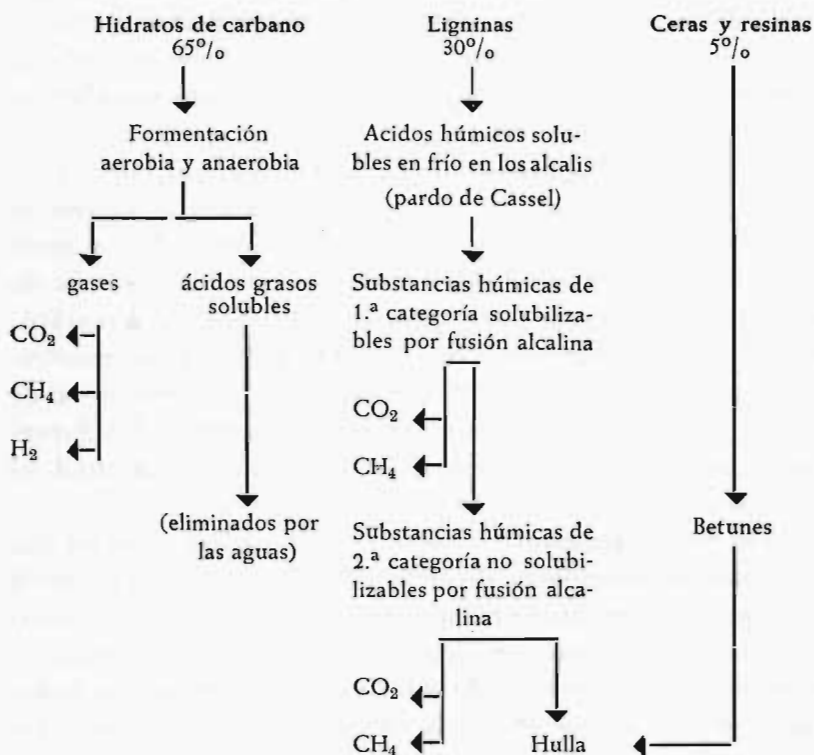 Hidratos de carbano
65%
Formentación
aerobia y anaerobia
gases
CO₂
CH₄
H₂
ácidos grasos
solubles
(eliminados por
las aguas)
Ligninas
30%
Acidos húmicos solu-
bles en frío en los alcalis
(pardo de Cassel)
Substancias húmicas de
1.ª categoría solubiliza-
bles por fusión alcalina
CO₂
CH₄
Substancias húmicas de
2.ª categoría no solubi-
lizables por fusión alca-
lina
CO₂
CH₄
Hulla
Ceras y resinas
5%
Betunes